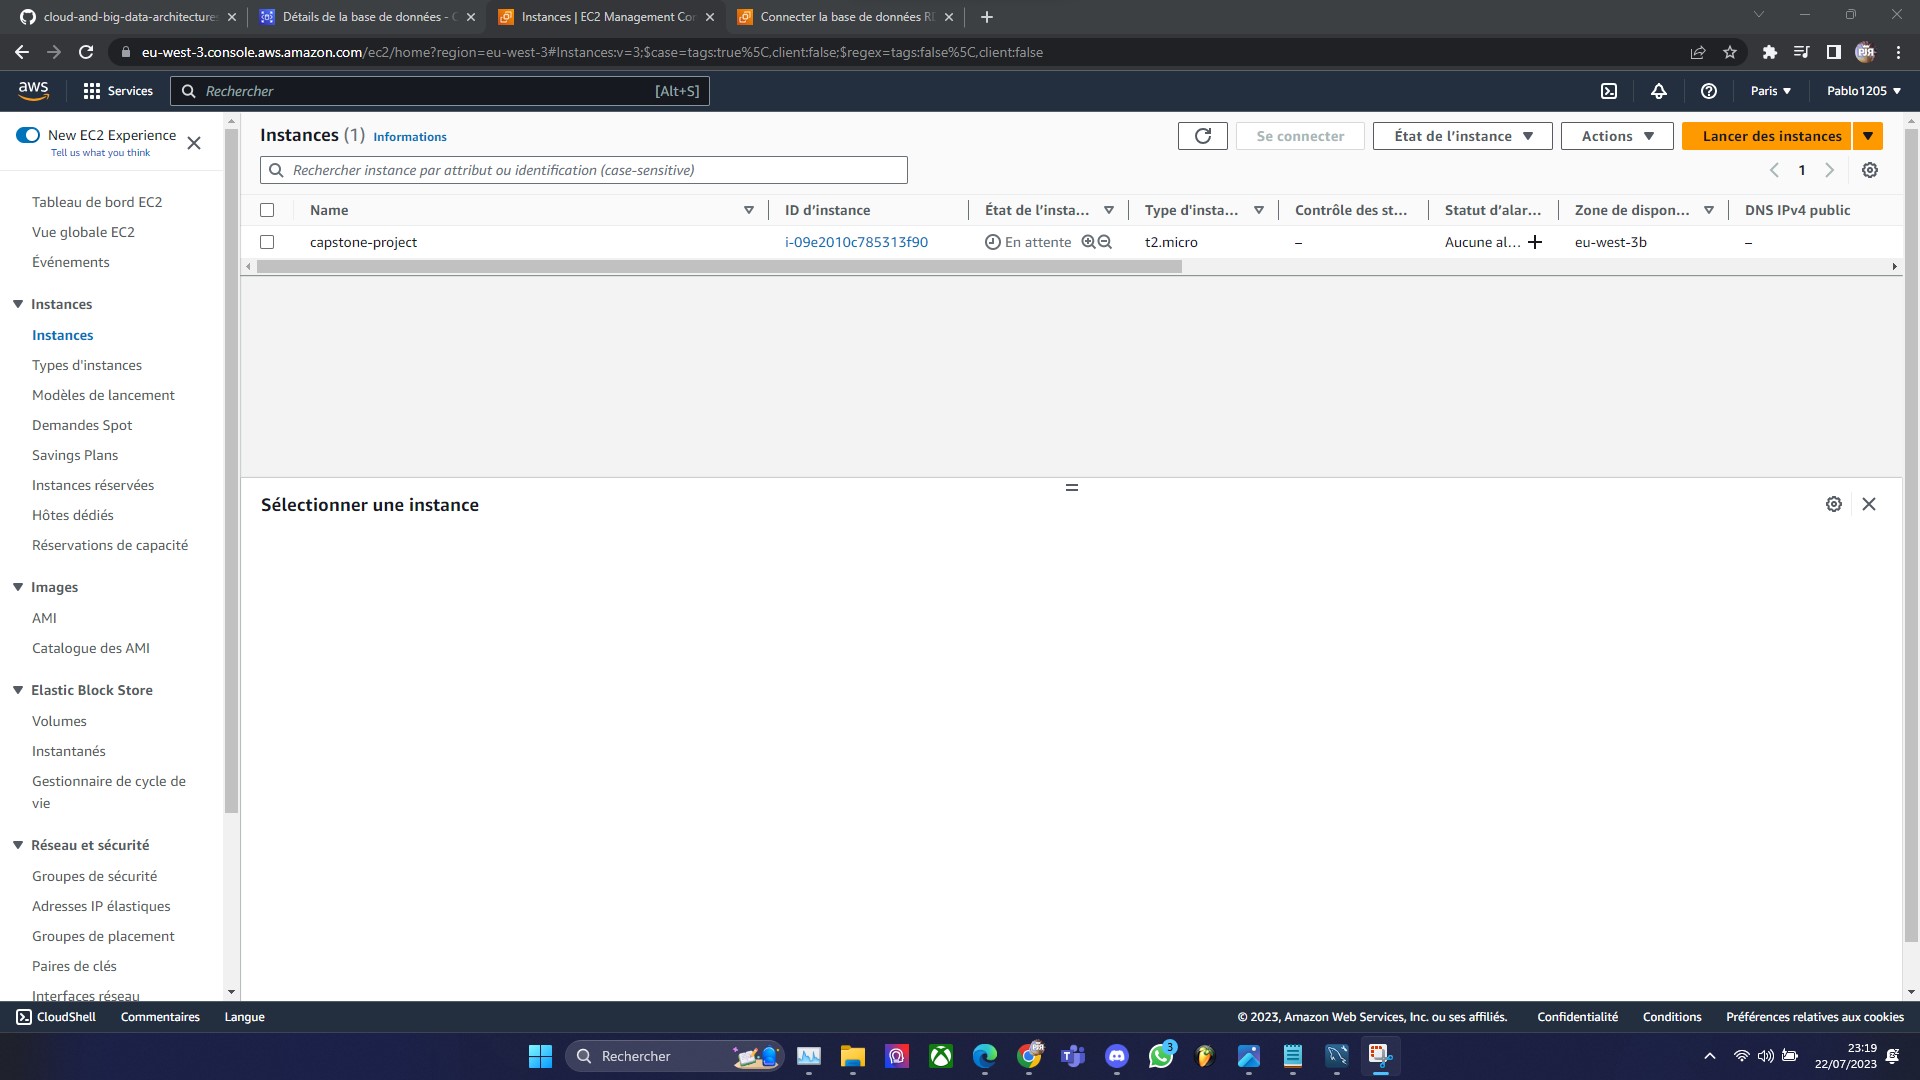 cloud-and-big-data-architectures
Détails de la base de données - 
Instances | EC2 Management Co
Connecter la base de données R
eu-west-3.console.aws.amazon.com/ec2/home?region=eu-west-3#Instances:v=3;$case=tags:true%5C,client:false;$regex=tags:false%5C,client:false
aws
Services
Rechercher
[Alt+S]
Paris
Pablo1205
New EC2 Experience
Tell us what you think
Tableau de bord EC2
Vue globale EC2
Événements
Instances
Instances
Types d'instances
Modèles de lancement
Demandes Spot
Savings Plans
Instances réservées
Hôtes dédiés
Réservations de capacité
Images
AMI
Catalogue des AMI
Elastic Block Store
Volumes
Instantanés
Gestionnaire de cycle de
vie
Réseau et sécurité
Groupes de sécurité
Adresses IP élastiques
Groupes de placement
Paires de clés
Interfaces réseau
Instances (1) Informations
Se connecter
État de l’instance
Actions
Lancer des instances
Rechercher instance par attribut ou identification (case-sensitive)
1
Name ID d’instance État de l’insta... Type d'insta... Contrôle des st... Statut d’alar... Zone de dispon... DNS IPv4 public
capstone-project i-09e2010c785313f90 En attente t2.micro – Aucune al... eu-west-3b –
Sélectionner une instance
CloudShell Commentaires Langue © 2023, Amazon Web Services, Inc. ou ses affiliés. Confidentialité Conditions Préférences relatives aux cookies
Rechercher
3
23:19
22/07/2023